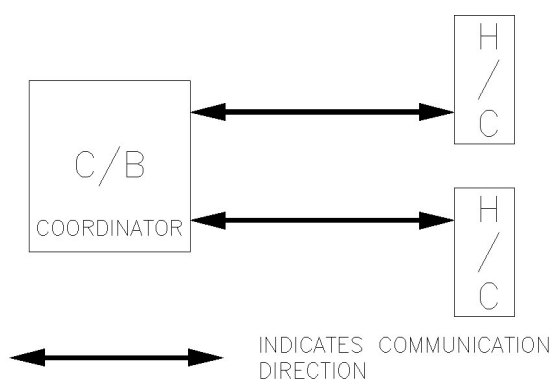 H
/
C
C/B
COORDINATOR
H
/
C
INDICATES COMMUNICATION
DIRECTION